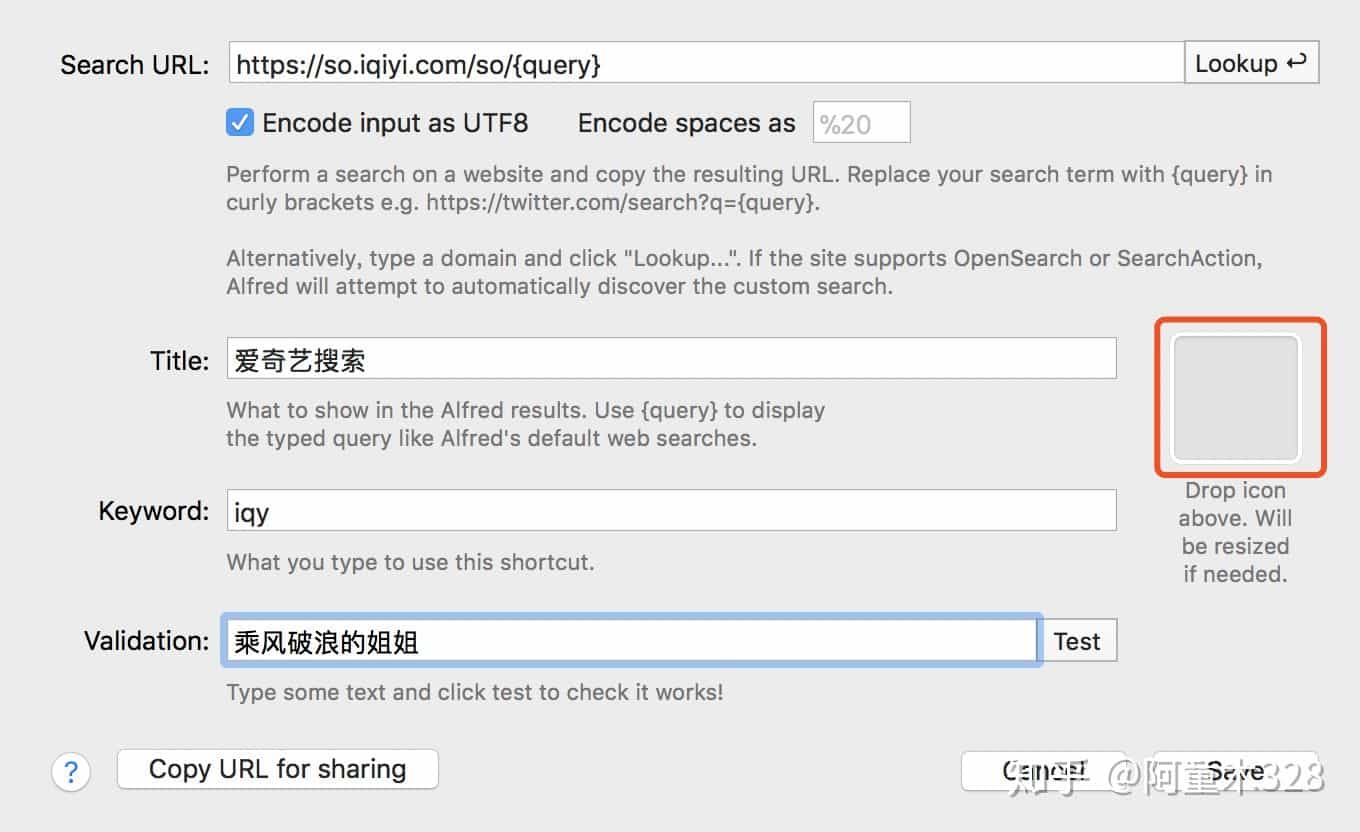 Search URL: https://so.iqiyi.com/so/{query} Lookup ↩
Encode input as UTF8 Encode spaces as %20
Perform a search on a website and copy the resulting URL. Replace your search term with {query} in
curly brackets e.g. https://twitter.com/search?q={query}.
Alternatively, type a domain and click "Lookup...". If the site supports OpenSearch or SearchAction,
Alfred will attempt to automatically discover the custom search.
Title: 爱奇艺搜索
What to show in the Alfred results. Use {query} to display
the typed query like Alfred's default web searches.
Drop icon
above. Will
be resized
if needed.
Keyword: iqy
What you type to use this shortcut.
Validation: 乘风破浪的姐姐 Test
Type some text and click test to check it works!
? Copy URL for sharing Cancel Save
知乎 @阿重木328